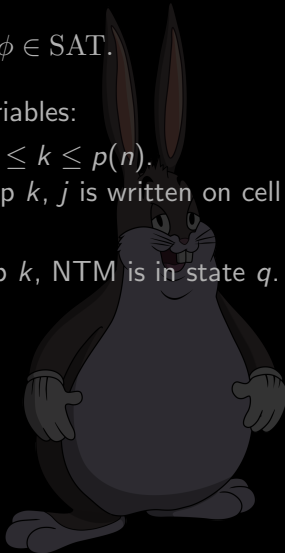 ϕ ∈ SAT.
riables:
≤ k ≤ p(n).
p k, j is written on cell
p k, NTM is in state q.